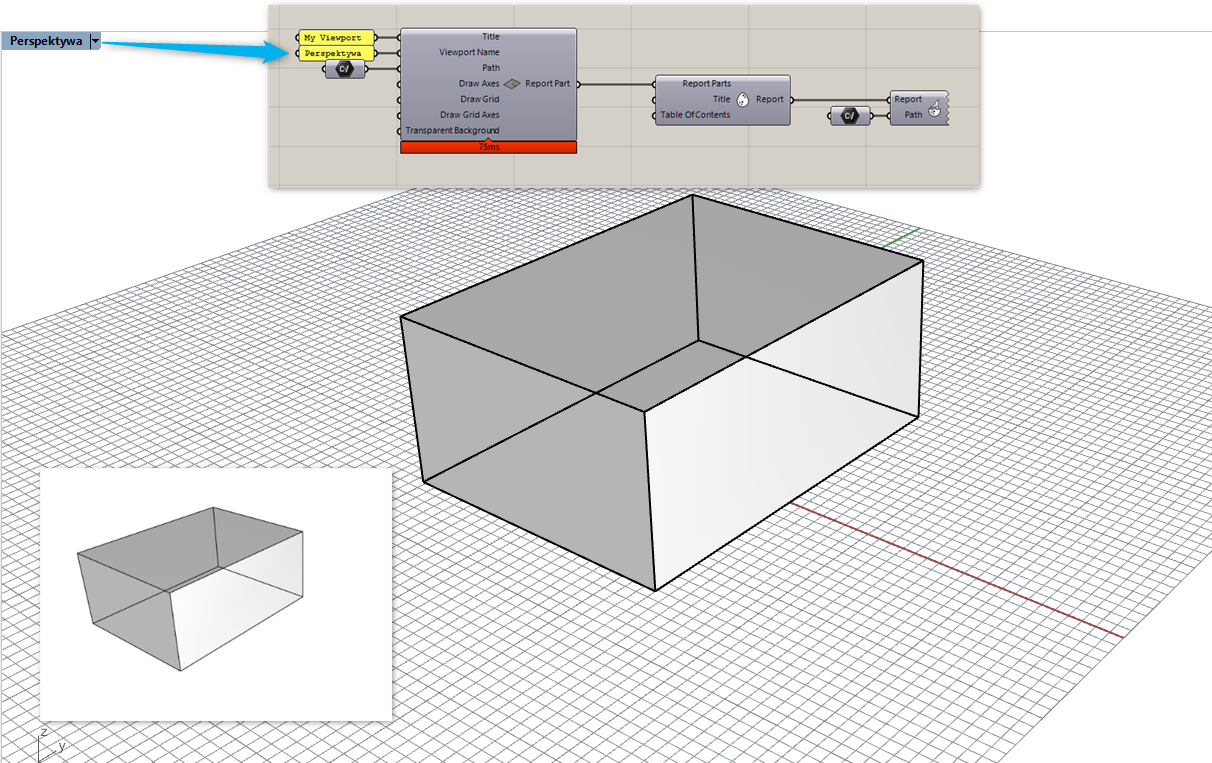 Perspektywa
My Viewport
Perspektywa
C/
Title
Viewport Name
Path
Draw Axes
Draw Grid
Draw Grid Axes
Transparent Background
Report Part
75ms
Report Parts
Title
Table Of Contents
Report
C/
Report
Path
z
y